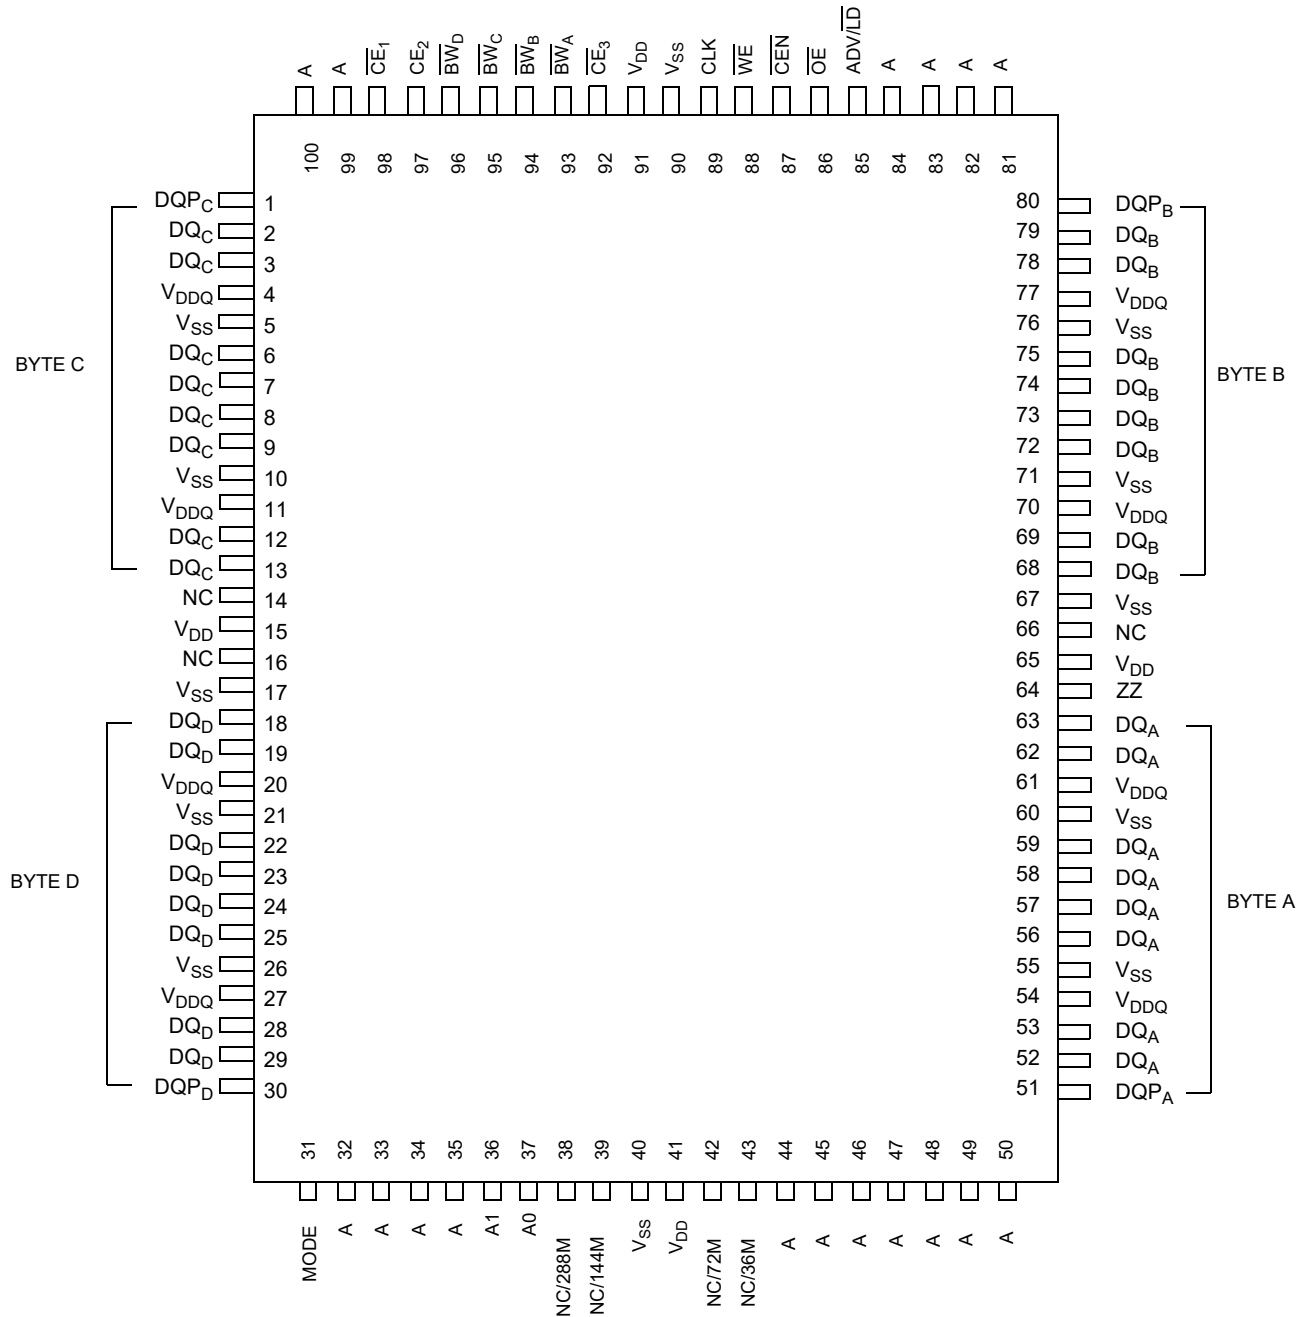 A
A
CE1
CE2
BWD
BWC
BWB
BWA
CE3
VDD
VSS
CLK
WE
CEN
OE
ADV/LD
A
A
A
A
100
99
98
97
96
95
94
93
92
91
90
89
88
87
86
85
84
83
82
81
BYTE C
DQPC 1
DQC 2
DQC 3
VDDQ 4
VSS 5
DQC 6
DQC 7
DQC 8
DQC 9
VSS 10
VDDQ 11
DQC 12
DQC 13
NC 14
VDD 15
NC 16
VSS 17
BYTE D
DQD 18
DQD 19
VDDQ 20
VSS 21
DQD 22
DQD 23
DQD 24
DQD 25
VSS 26
VDDQ 27
DQD 28
DQD 29
DQPD 30
80 DQPB
79 DQB
78 DQB
77 VDDQ
76 VSS
75 DQB
74 DQB
73 DQB
72 DQB
71 VSS
70 VDDQ
69 DQB
68 DQB
BYTE B
67 VSS
66 NC
65 VDD
64 ZZ
63 DQA
62 DQA
61 VDDQ
60 VSS
59 DQA
58 DQA
57 DQA
56 DQA
55 VSS
54 VDDQ
53 DQA
52 DQA
51 DQPA
BYTE A
31
32
33
34
35
36
37
38
39
40
41
42
43
44
45
46
47
48
49
50
MODE
A
A
A
A
A1
A0
NC/288M
NC/144M
VSS
VDD
NC/72M
NC/36M
A
A
A
A
A
A
A